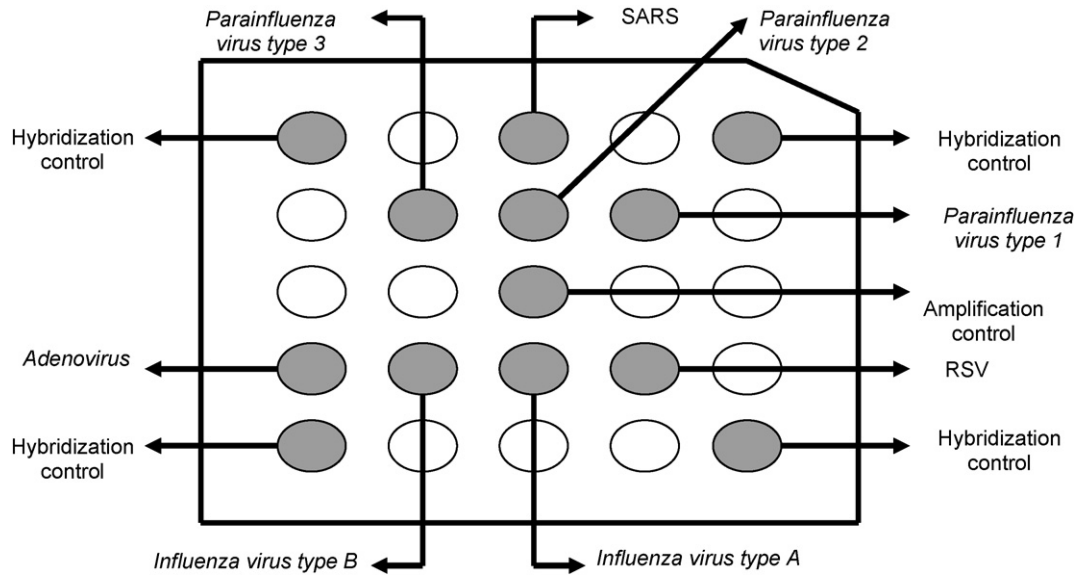 Parainfluenza
virus type 3
SARS
Parainfluenza
virus type 2
Hybridization
control
Hybridization
control
Parainfluenza
virus type 1
Amplification
control
Adenovirus
RSV
Hybridization
control
Hybridization
control
Influenza virus type B
Influenza virus type A